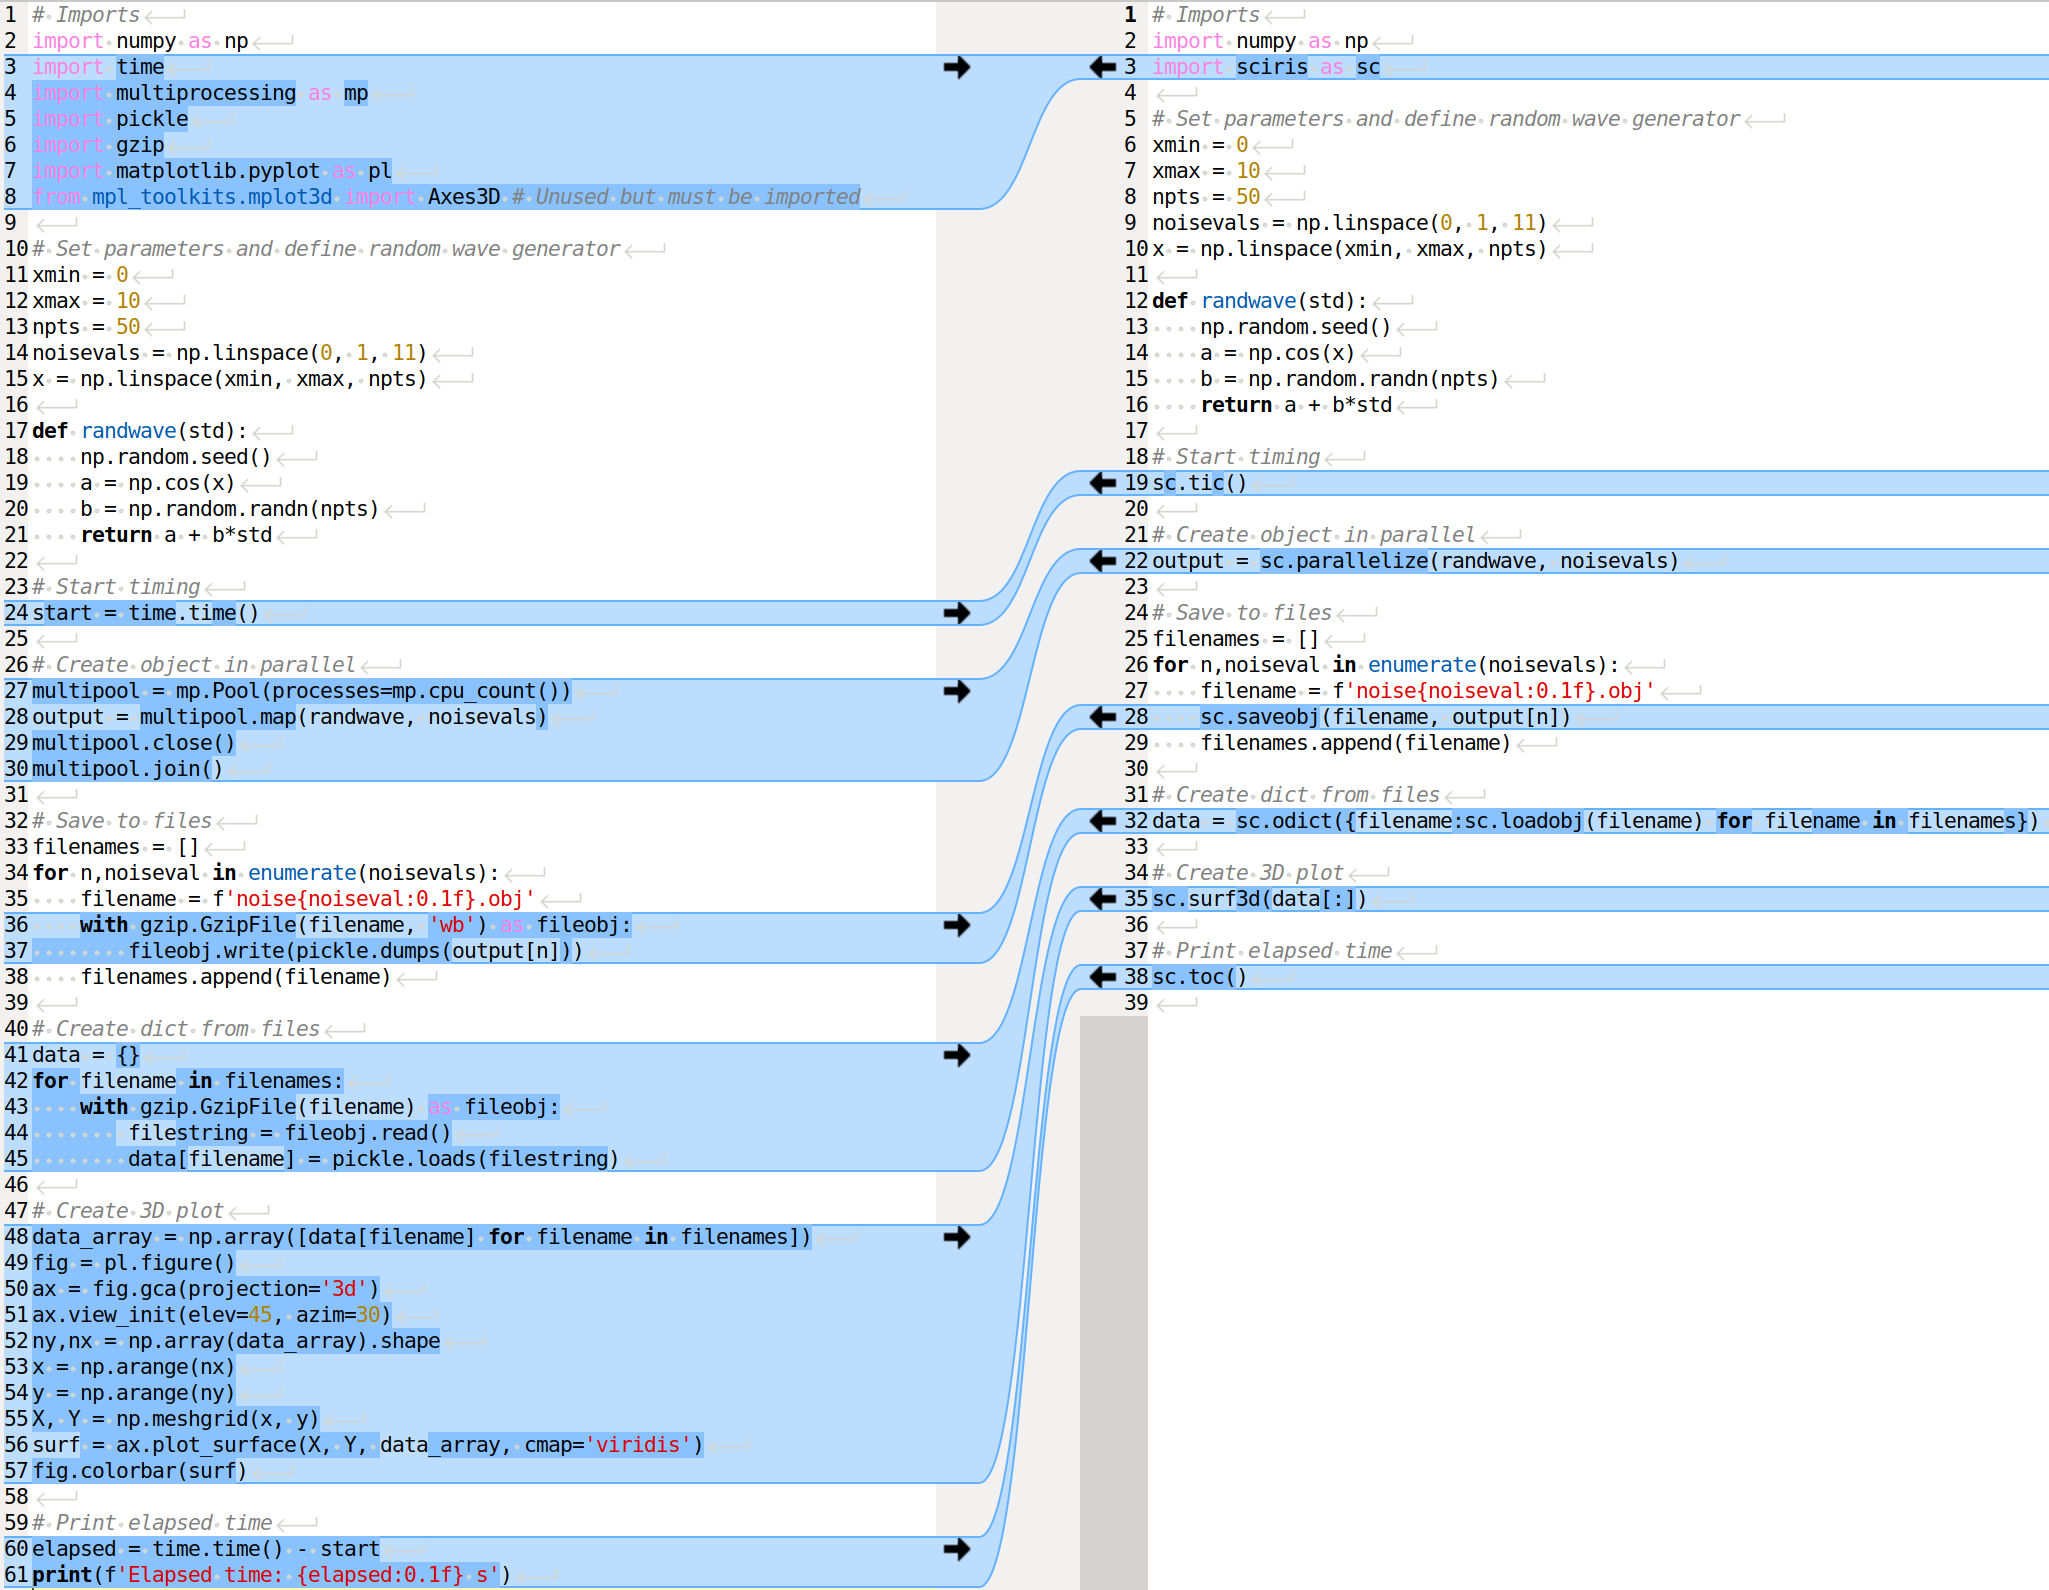 1 # Imports
2 import numpy as np
3 import time
4 import multiprocessing as mp
5 import pickle
6 import gzip
7 import matplotlib.pyplot as pl
8 from mpl_toolkits.mplot3d import Axes3D # Unused but must be imported
9
10 # Set parameters and define random wave generator
11 xmin = 0
12 xmax = 10
13 npts = 50
14 noisevals = np.linspace(0, 1, 11)
15 x = np.linspace(xmin, xmax, npts)
16
17 def randwave(std):
18     np.random.seed()
19     a = np.cos(x)
20     b = np.random.randn(npts)
21     return a + b*std
22
23 # Start timing
24 start = time.time()
25
26 # Create object in parallel
27 multipool = mp.Pool(processes=mp.cpu_count())
28 output = multipool.map(randwave, noisevals)
29 multipool.close()
30 multipool.join()
31
32 # Save to files
33 filenames = []
34 for n,noiseval in enumerate(noisevals):
35     filename = f'noise{noiseval:0.1f}.obj'
36     with gzip.GzipFile(filename, 'wb') as fileobj:
37         fileobj.write(pickle.dumps(output[n]))
38     filenames.append(filename)
39
40 # Create dict from files
41 data = {}
42 for filename in filenames:
43     with gzip.GzipFile(filename) as fileobj:
44         filestring = fileobj.read()
45         data[filename] = pickle.loads(filestring)
46
47 # Create 3D plot
48 data_array = np.array([data[filename] for filename in filenames])
49 fig = pl.figure()
50 ax = fig.gca(projection='3d')
51 ax.view_init(elev=45, azim=30)
52 ny,nx = np.array(data_array).shape
53 x = np.arange(nx)
54 y = np.arange(ny)
55 X, Y = np.meshgrid(x, y)
56 surf = ax.plot_surface(X, Y, data_array, cmap='viridis')
57 fig.colorbar(surf)
58
59 # Print elapsed time
60 elapsed = time.time() - start
61 print(f'Elapsed time: {elapsed:0.1f} s')
1 # Imports
2 import numpy as np
3 import sciris as sc
4
5 # Set parameters and define random wave generator
6 xmin = 0
7 xmax = 10
8 npts = 50
9 noisevals = np.linspace(0, 1, 11)
10 x = np.linspace(xmin, xmax, npts)
11
12 def randwave(std):
13     np.random.seed()
14     a = np.cos(x)
15     b = np.random.randn(npts)
16     return a + b*std
17
18 # Start timing
19 sc.tic()
20
21 # Create object in parallel
22 output = sc.parallelize(randwave, noisevals)
23
24 # Save to files
25 filenames = []
26 for n,noiseval in enumerate(noisevals):
27     filename = f'noise{noiseval:0.1f}.obj'
28     sc.saveobj(filename, output[n])
29     filenames.append(filename)
30
31 # Create dict from files
32 data = sc.odict({filename:sc.loadobj(filename) for filename in filenames})
33
34 # Create 3D plot
35 sc.surf3d(data[:])
36
37 # Print elapsed time
38 sc.toc()
39